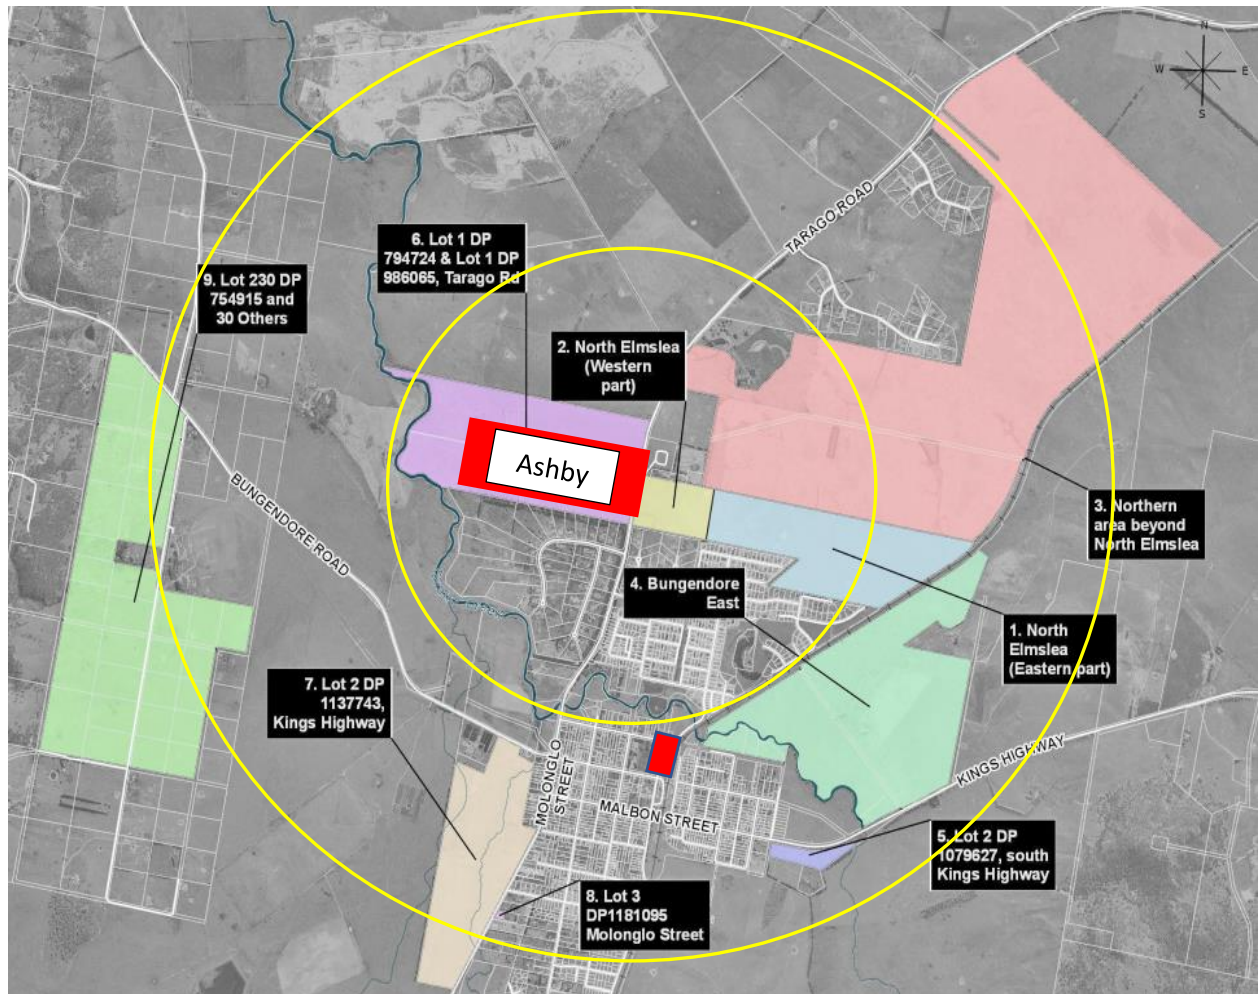 N
W E
S
TARAGO ROAD
6. Lot 1 DP
794724 & Lot 1 DP
986065, Tarago Rd
9. Lot 230 DP
754915 and
30 Others
2. North Elmslea
(Western
part)
Ashby
BUNGENDORE ROAD
3. Northern
area beyond
North Elmslea
4. Bungendore
East
1. North
Elmslea
(Eastern part)
7. Lot 2 DP
1137743,
Kings Highway
MOLONGLO
STREET
KINGS HIGHWAY
MALBON STREET
5. Lot 2 DP
1079627, south
Kings Highway
8. Lot 3
DP1181095
Molonglo Street